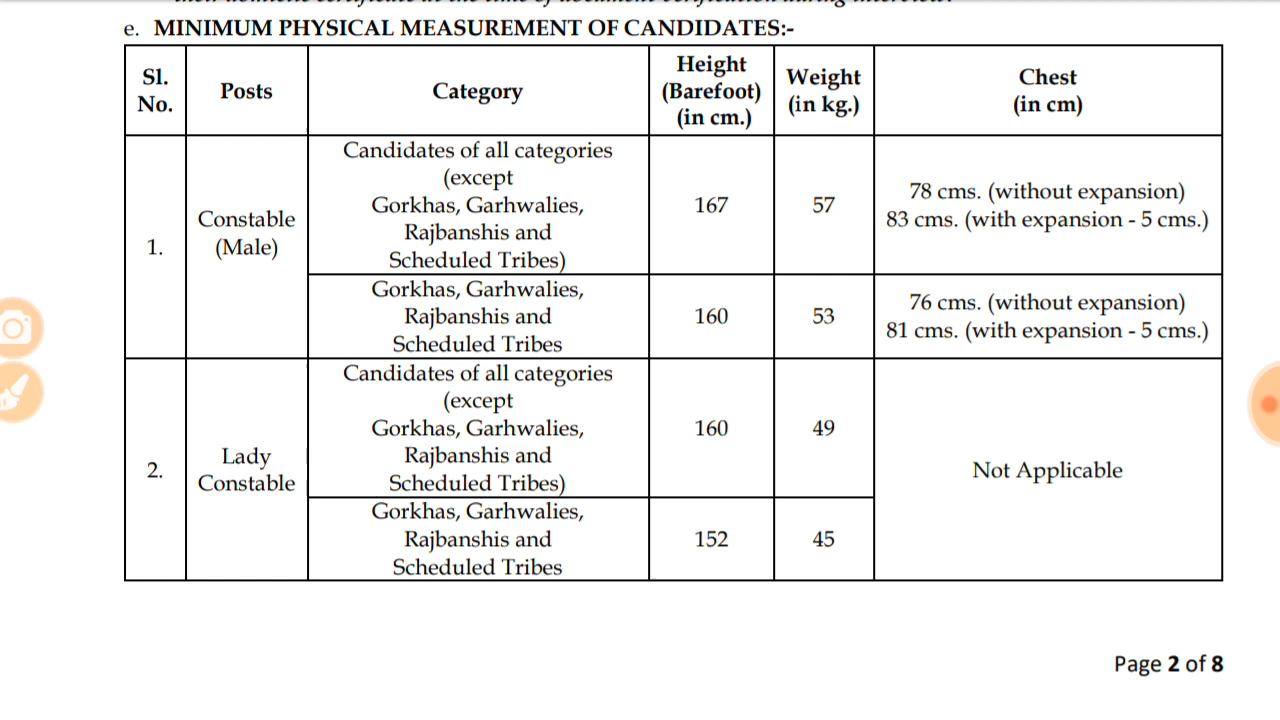 e. MINIMUM PHYSICAL MEASUREMENT OF CANDIDATES:-
Sl.
No.
Posts
Category
Height
(Barefoot)
(in cm.)
Weight
(in kg.)
Chest
(in cm)
1.
Constable
(Male)
Candidates of all categories
(except
Gorkhas, Garhwalies,
Rajbanshis and
Scheduled Tribes)
167
57
78 cms. (without expansion)
83 cms. (with expansion - 5 cms.)
Gorkhas, Garhwalies,
Rajbanshis and
Scheduled Tribes
160
53
76 cms. (without expansion)
81 cms. (with expansion - 5 cms.)
2.
Lady
Constable
Candidates of all categories
(except
Gorkhas, Garhwalies,
Rajbanshis and
Scheduled Tribes)
160
49
Not Applicable
Gorkhas, Garhwalies,
Rajbanshis and
Scheduled Tribes
152
45
Page 2 of 8